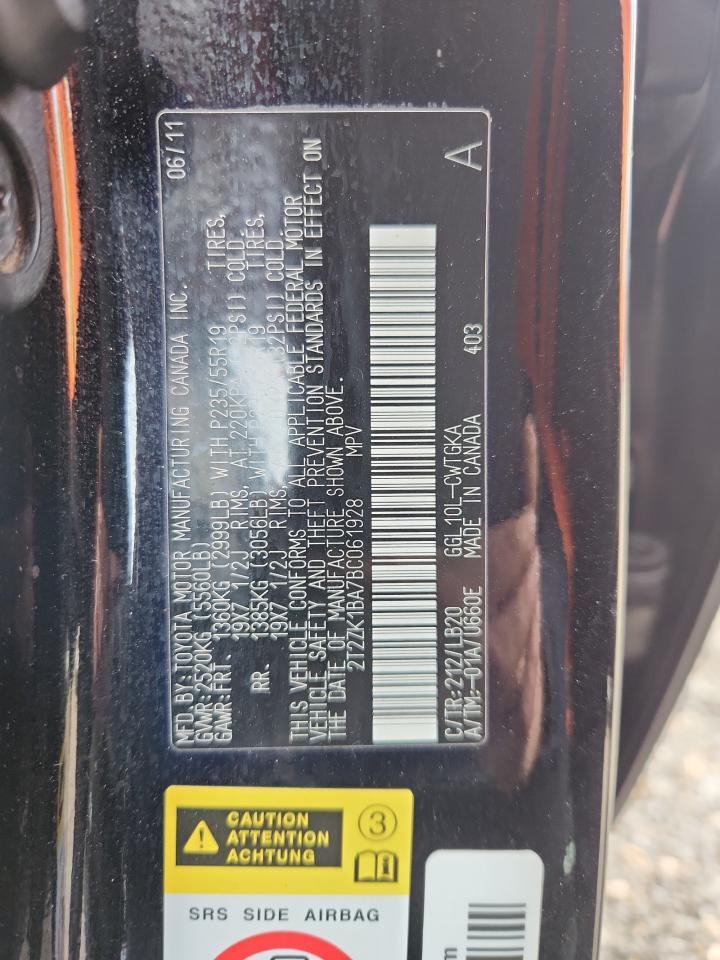 MFD.BY:TOYOTA MOTOR MANUFACTURING CANADA INC. 06/11
GVWR:2520KG (5560LB)
GAWR:FRT. 1360KG (2999LB) WITH P235/55R19 TIRES,
19X7 1/2J RIMS, AT 220KPA COLD.
RR. 1385KG (3056LB) WITH TIRES,
19X7 1/2J RIMS, COLD
THIS VEHICLE CONFORMS TO ALL APPLICABLE FEDERAL MOTOR
VEHICLE SAFETY AND THEFT PREVENTION STANDARDS IN EFFECT ON
THE DATE OF MANUFACTURE SHOWN ABOVE.
2T2ZK1BA7BC061928 MPV
C/TR:212/LB20 GGL10L-CWTGKA
A/TM:-01A/U660E MADE IN CANADA 403
A
CAUTION
ATTENTION
ACHTUNG
3
SRS SIDE AIRBAG